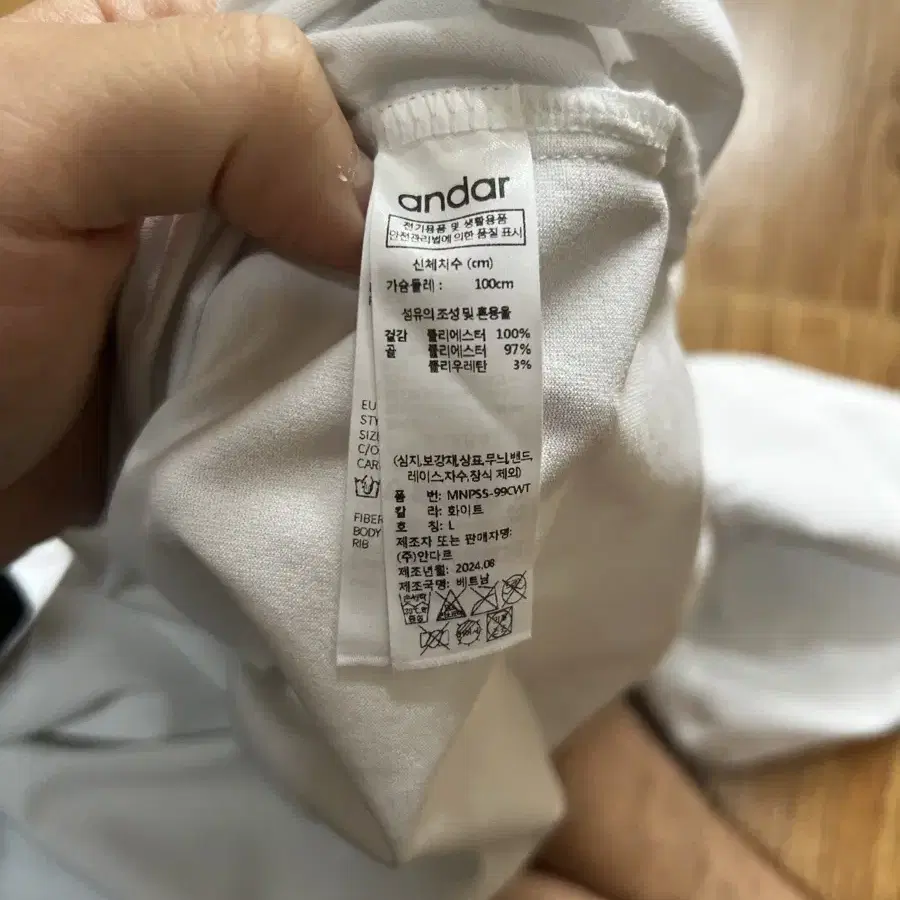 andar
전기용품 및 생활용품
안전관리법에의한 품질 표시
신체치수 (cm)
가슴둘레 : 100cm
섬유의 조성 및 혼용율
겉감 폴리에스터 100%
골 폴리에스터 97%
폴리우레탄 3%
(심지,보강재,상표,무늬,밴드,
레이스,자수,장식 제외)
품 번: MNPSS-99CWT
칼 라: 화이트
호 칭: L
제조자 또는 판매자명:
(주)안다르
제조년월: 2024.08
제조국명: 베트남
EU
STY
SIZE
C/O
CAR
FIBER
BODY
RIB